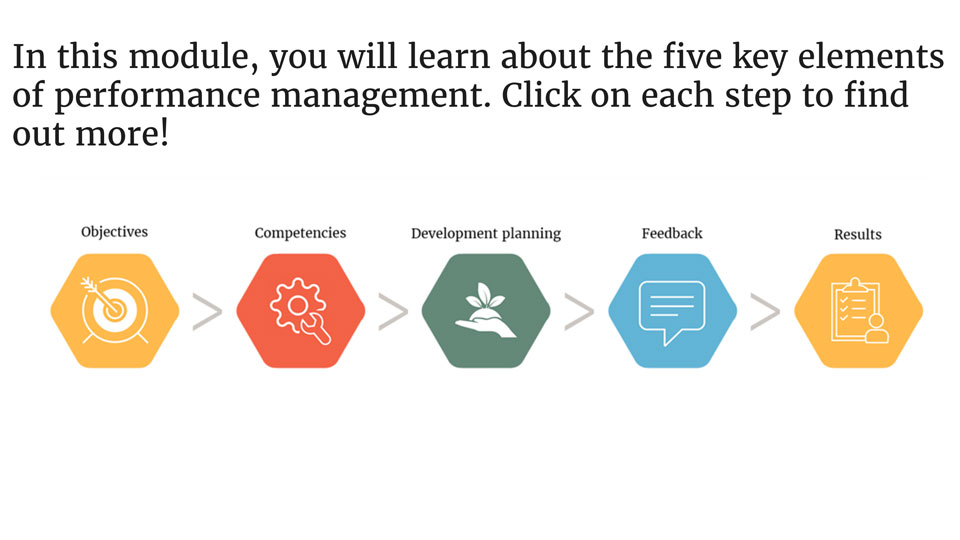 In this module, you will learn about the five key elements
of performance management. Click on each step to find
out more!
Objectives
Competencies
Development planning
Feedback
Results